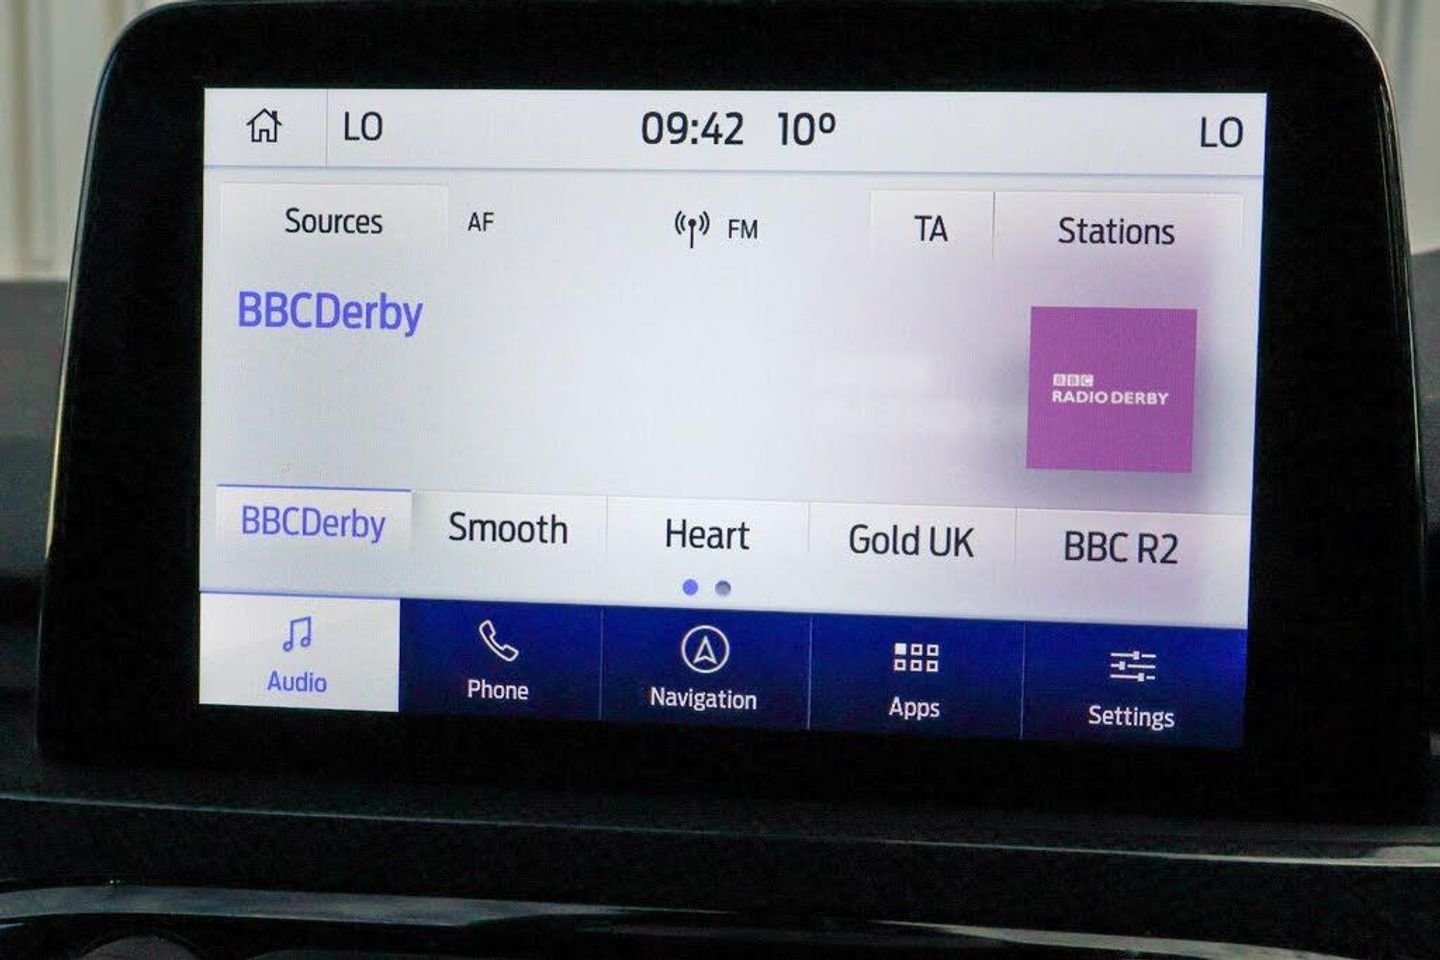 LO 09:42 10° LO
Sources AF FM TA Stations
BBCDerby
BBC
RADIO DERBY
BBCDerby Smooth Heart Gold UK BBC R2
Audio Phone Navigation Apps Settings